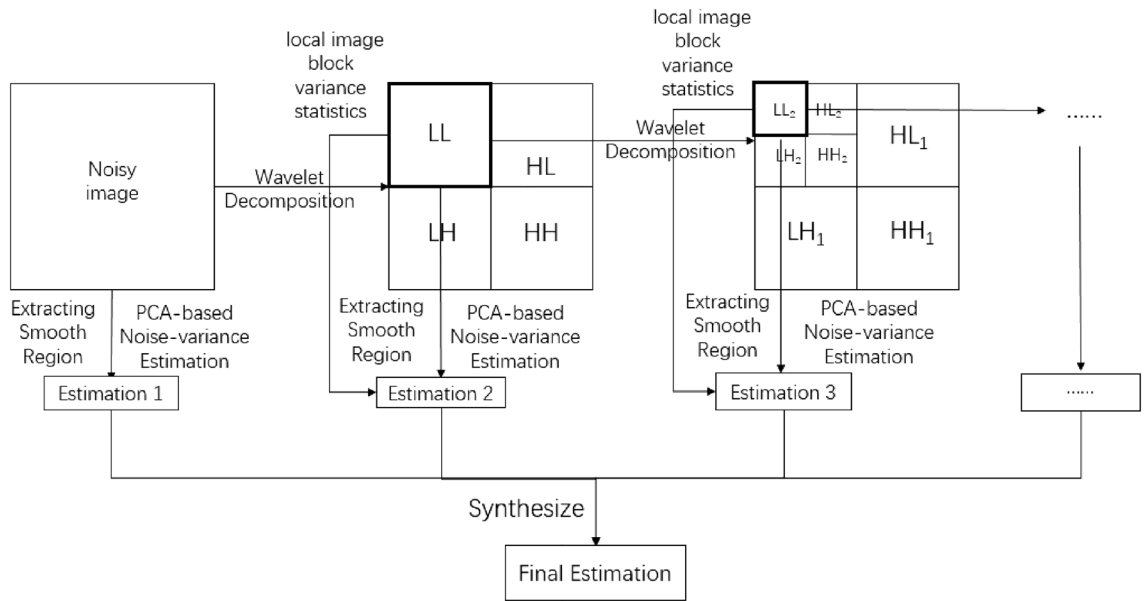 local image
block
variance
statistics
local image
block
variance
statistics
Noisy
image
Wavelet
Decomposition
LL
HL
LH
HH
Wavelet
Decomposition
LL₂
HL₂
LH₂
HH₂
HL₁
LH₁
HH₁
......
Extracting
Smooth
Region
PCA-based
Noise-variance
Estimation
Extracting
Smooth
Region
PCA-based
Noise-variance
Estimation
Extracting
Smooth
Region
PCA-based
Noise-variance
Estimation
Estimation 1
Estimation 2
Estimation 3
......
Synthesize
Final Estimation